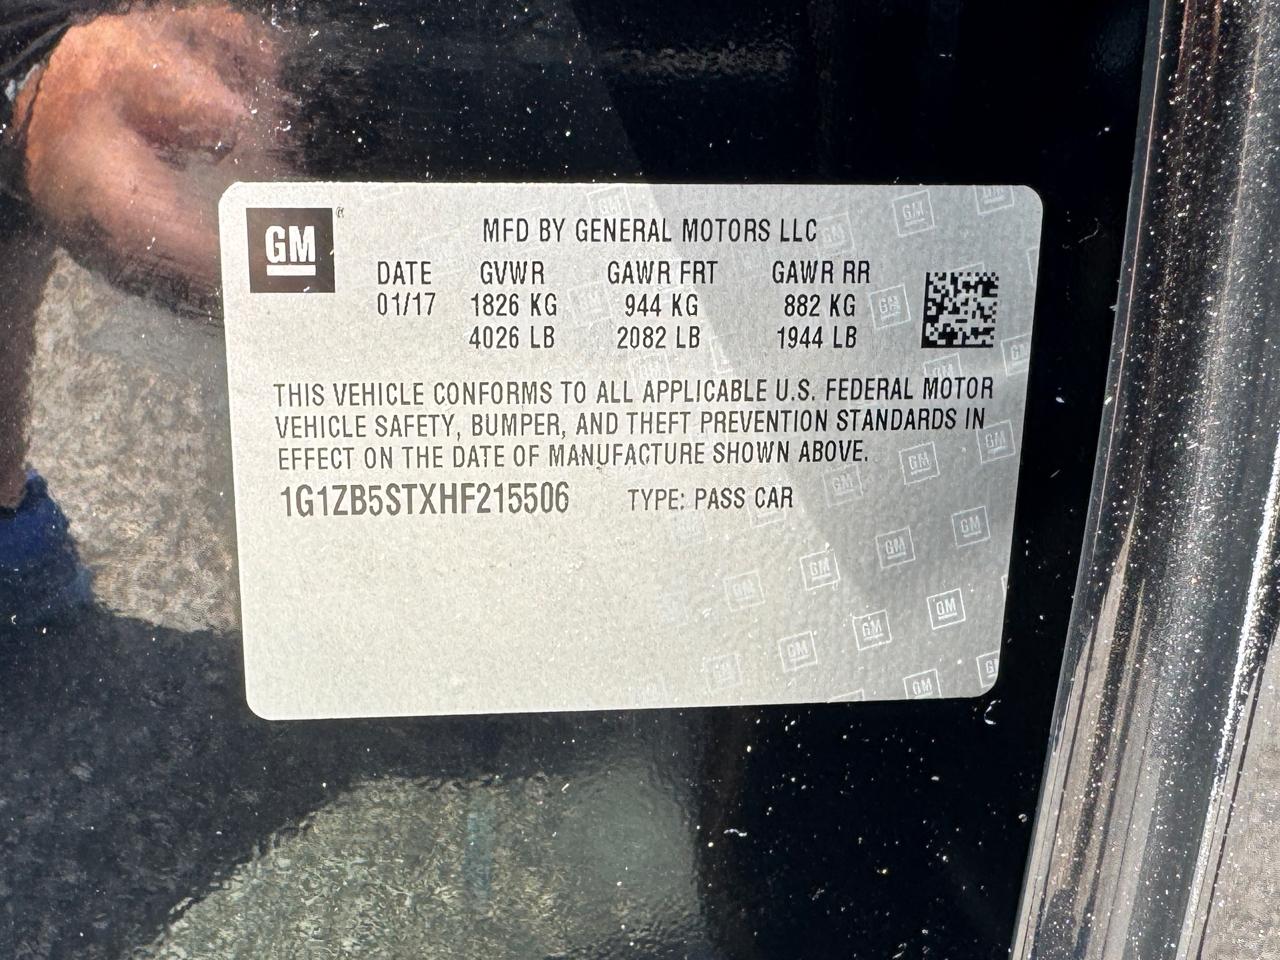 GM®
MFD BY GENERAL MOTORS LLC
DATE GVWR GAWR FRT GAWR RR
01/17 1826 KG 944 KG 882 KG
4026 LB 2082 LB 1944 LB
THIS VEHICLE CONFORMS TO ALL APPLICABLE U.S. FEDERAL MOTOR
VEHICLE SAFETY, BUMPER, AND THEFT PREVENTION STANDARDS IN
EFFECT ON THE DATE OF MANUFACTURE SHOWN ABOVE.
1G1ZB5STXHF215506 TYPE: PASS CAR